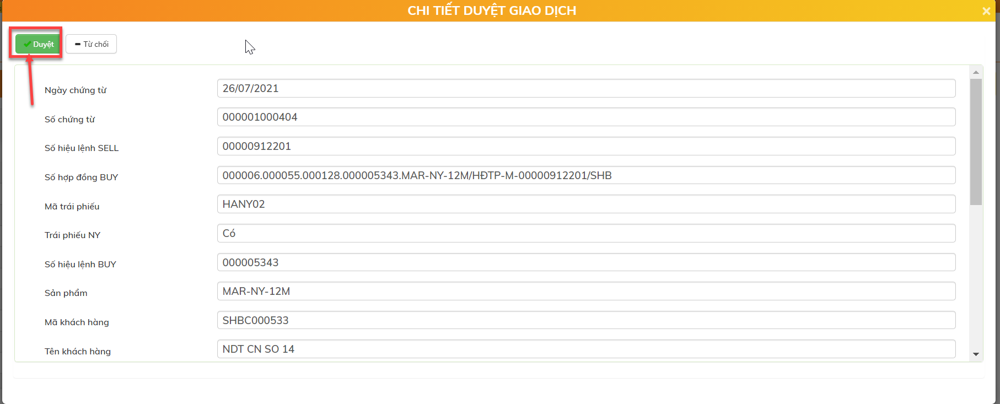 CHI TIẾT DUYỆT GIAO DỊCH
Duyệt
Từ chối
Ngày chứng từ 26/07/2021
Số chứng từ 000001000404
Số hiệu lệnh SELL 00000912201
Số hợp đồng BUY 000006.000055.000128.000005343.MAR-NY-12M/HĐTP-M-00000912201/SHB
Mã trái phiếu HANY02
Trái phiếu NY Có
Số hiệu lệnh BUY 000005343
Sản phẩm MAR-NY-12M
Mã khách hàng SHBC000533
Tên khách hàng NDT CN SO 14